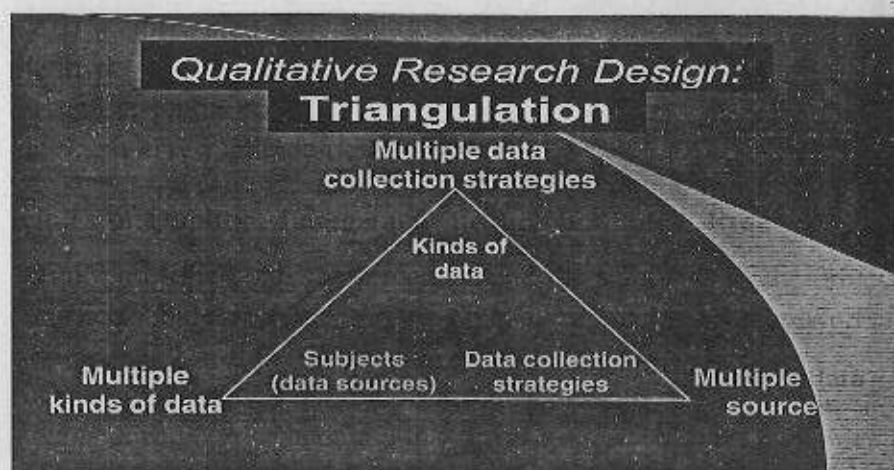 Qualitative Research Design:
Triangulation
Multiple data
collection strategies
Kinds of
data
Subjects
(data sources)
Data collection
strategies
Multiple
kinds of data
Multiple
source